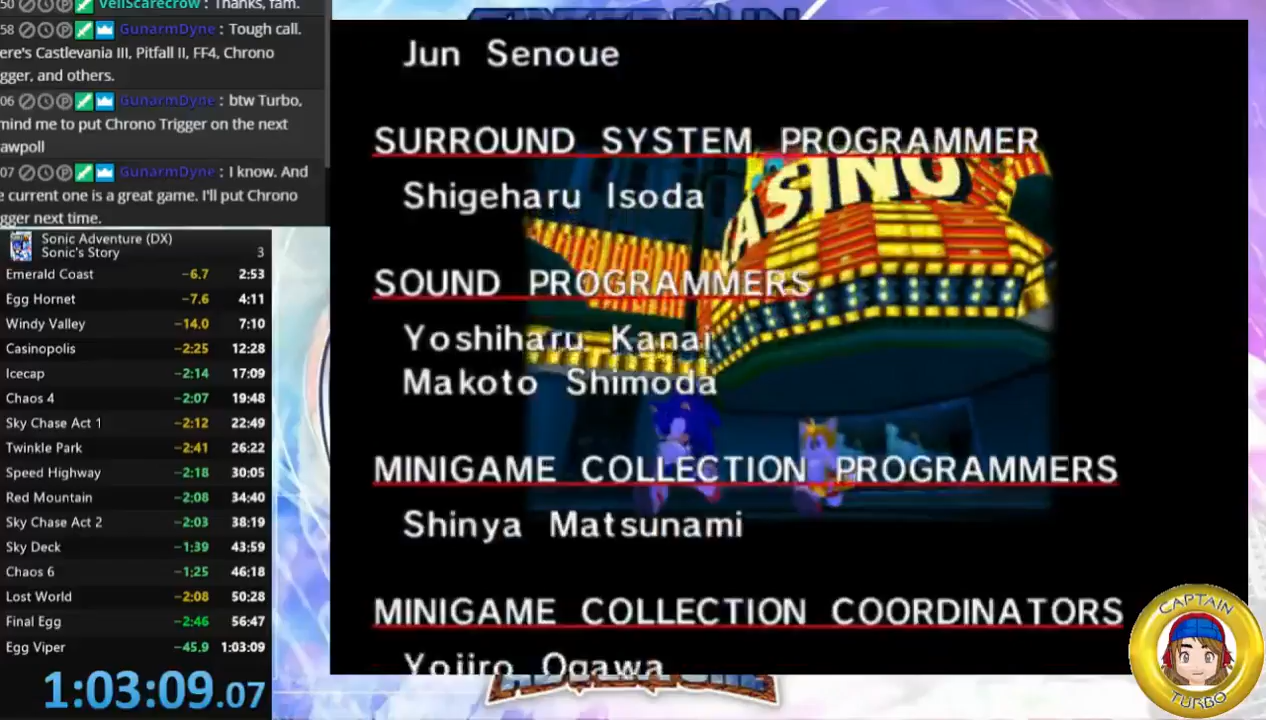 50 VeilScarecrow : Thanks, fam.
58 GunarmDyne : Tough call.
ere's Castlevania III, Pitfall II, FF4, Chrono
gger, and others.
06 GunarmDyne : btw Turbo,
mind me to put Chrono Trigger on the next
awpoll
07 GunarmDyne : I know. And
e current one is a great game. I'll put Chrono
gger next time.
Sonic Adventure (DX)
Sonic's Story 3
Emerald Coast -6.7 2:53
Egg Hornet -7.6 4:11
Windy Valley -14.0 7:10
Casinopolis -2:25 12:28
Icecap -2:14 17:09
Chaos 4 -2:07 19:48
Sky Chase Act 1 -2:12 22:49
Twinkle Park -2:41 26:22
Speed Highway -2:18 30:05
Red Mountain -2:08 34:40
Sky Chase Act 2 -2:03 38:19
Sky Deck -1:39 43:59
Chaos 6 -1:25 46:18
Lost World -2:08 50:28
Final Egg -2:46 56:47
Egg Viper -45.9 1:03:09
1:03:09.07
Jun Senoue
SURROUND SYSTEM PROGRAMMER
Shigeharu Isoda
SOUND PROGRAMMERS
Yoshiharu Kanai
Makoto Shimoda
MINIGAME COLLECTION PROGRAMMERS
Shinya Matsunami
MINIGAME COLLECTION COORDINATORS
Yojiro Ogawa
CASINO
CAPTAIN
TURBO